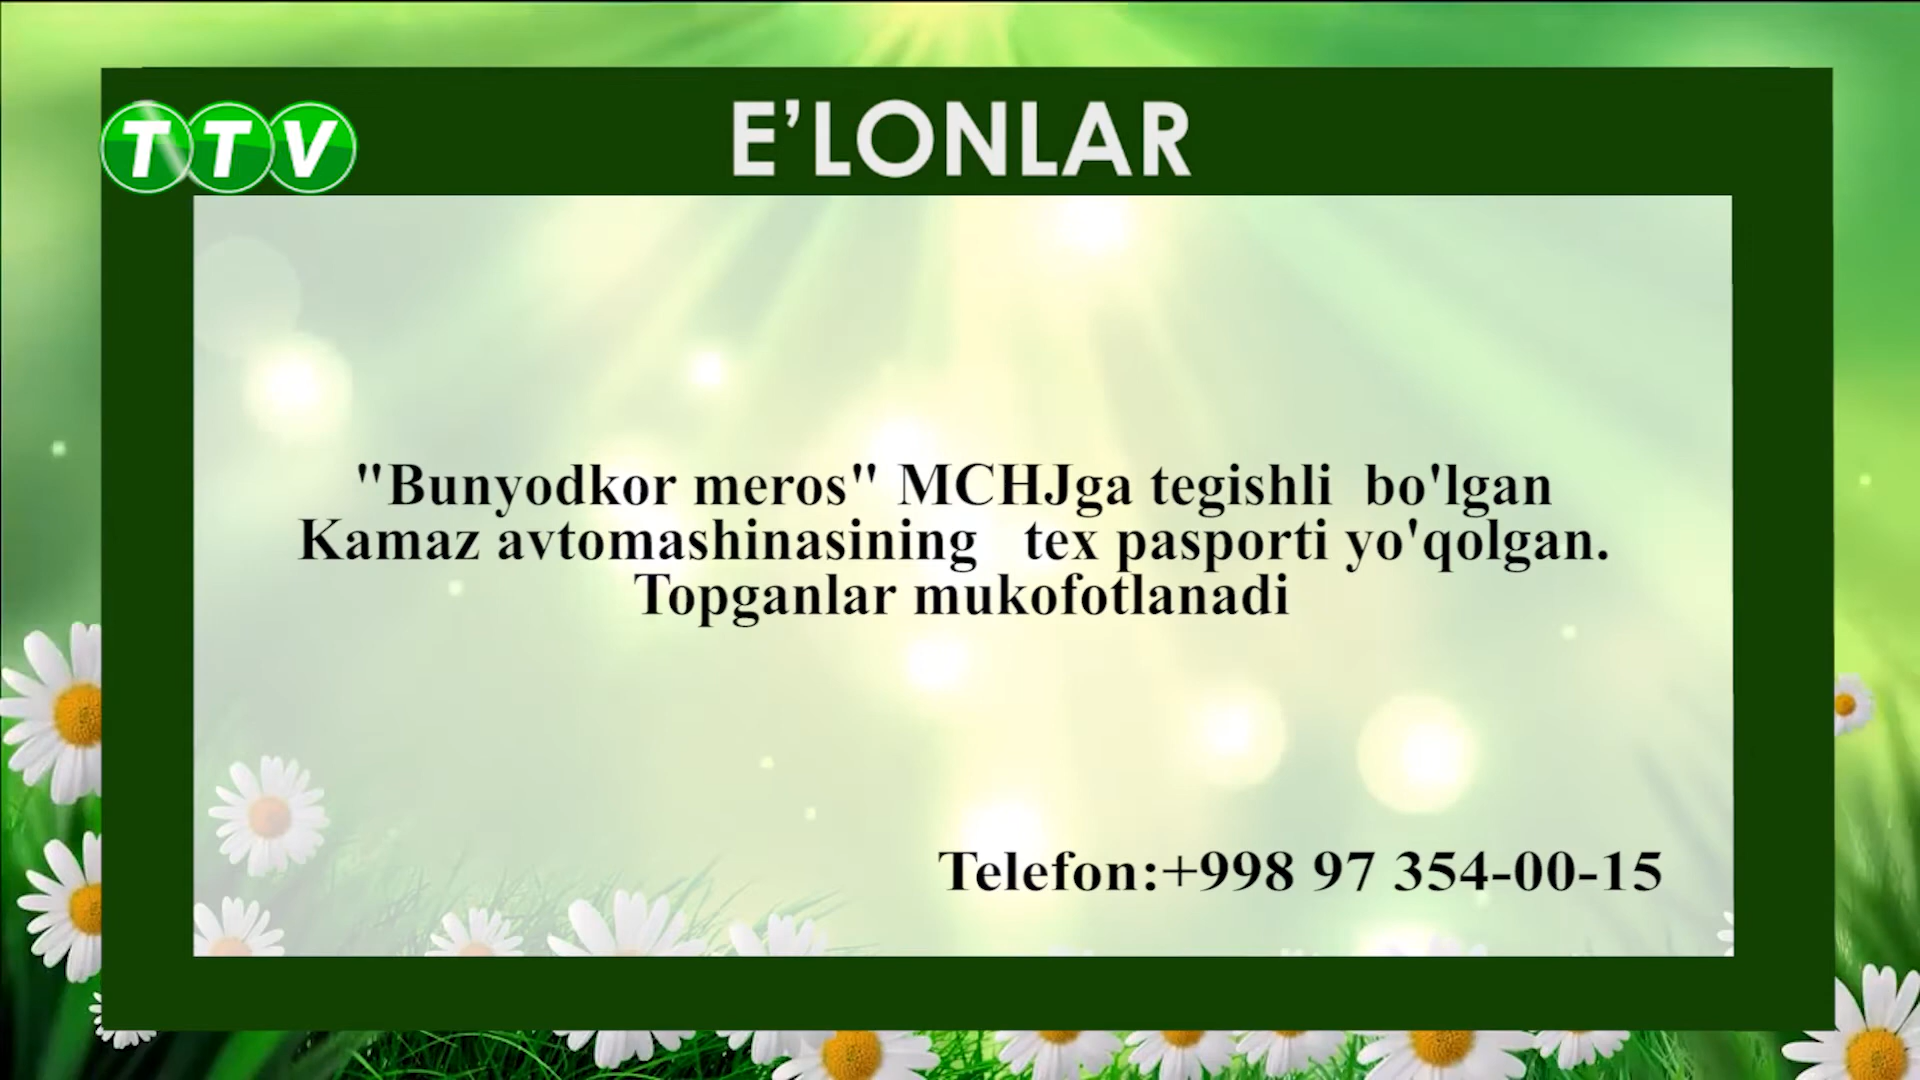 TTV
E’LONLAR
"Bunyodkor meros" MCHJga tegishli bo'lgan
Kamaz avtomashinasining tex pasporti yo'qolgan.
Topganlar mukofotlanadi
Telefon:+998 97 354-00-15